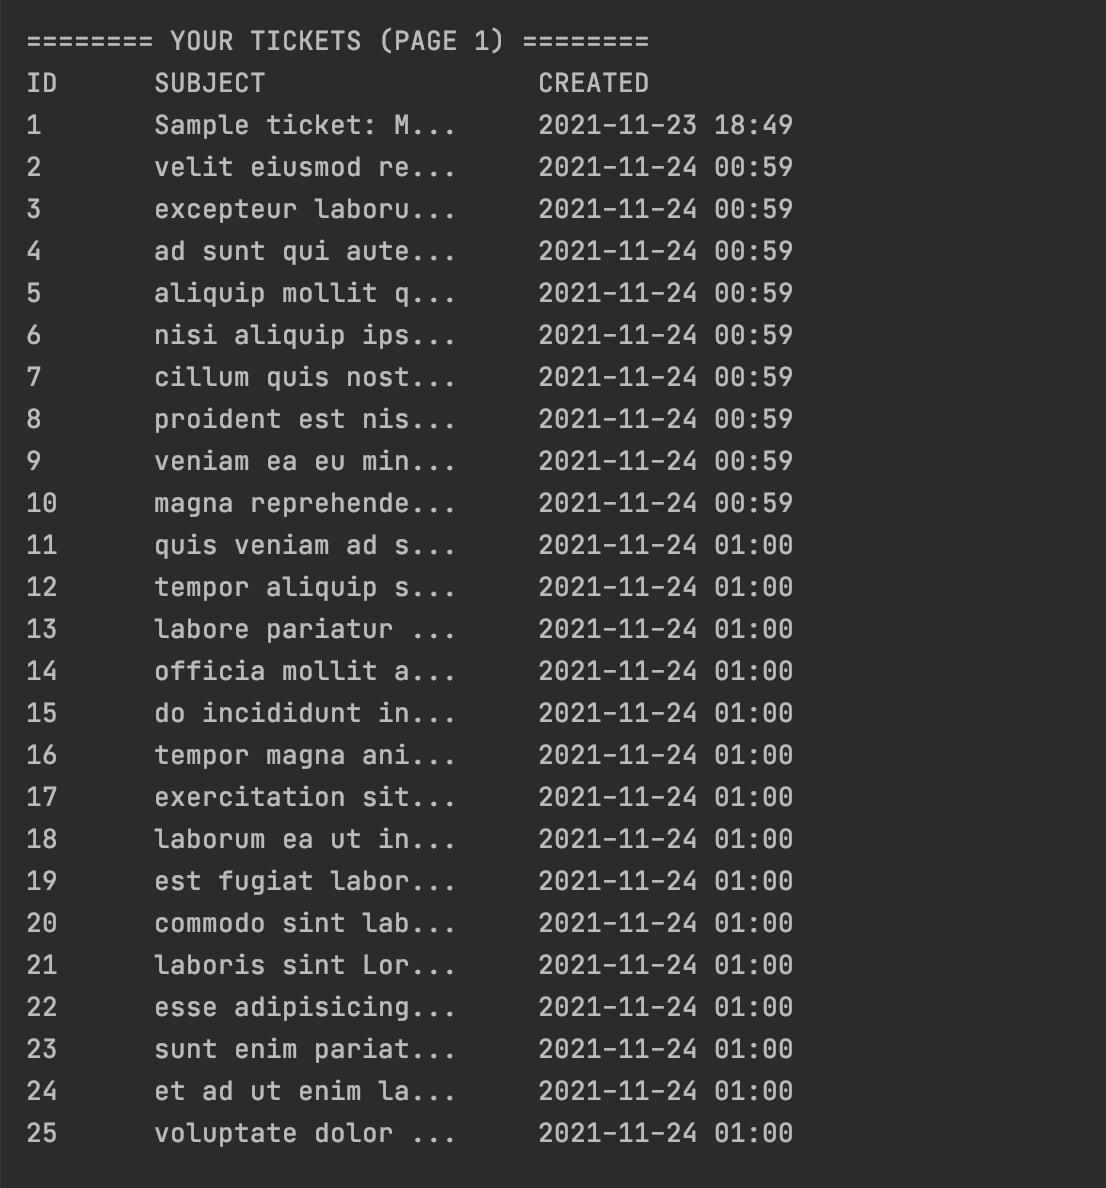 ======== YOUR TICKETS (PAGE 1) ========
ID      SUBJECT                 CREATED
1       Sample ticket: M...     2021-11-23 18:49
2       velit eiusmod re...     2021-11-24 00:59
3       excepteur laboru...     2021-11-24 00:59
4       ad sunt qui aute...     2021-11-24 00:59
5       aliquip mollit q...     2021-11-24 00:59
6       nisi aliquip ips...     2021-11-24 00:59
7       cillum quis nost...     2021-11-24 00:59
8       proident est nis...     2021-11-24 00:59
9       veniam ea eu min...     2021-11-24 00:59
10      magna reprehende...     2021-11-24 00:59
11      quis veniam ad s...     2021-11-24 01:00
12      tempor aliquip s...     2021-11-24 01:00
13      labore pariatur ...     2021-11-24 01:00
14      officia mollit a...     2021-11-24 01:00
15      do incididunt in...     2021-11-24 01:00
16      tempor magna ani...     2021-11-24 01:00
17      exercitation sit...     2021-11-24 01:00
18      laborum ea ut in...     2021-11-24 01:00
19      est fugiat labor...     2021-11-24 01:00
20      commodo sint lab...     2021-11-24 01:00
21      laboris sint Lor...     2021-11-24 01:00
22      esse adipisicing...     2021-11-24 01:00
23      sunt enim pariat...     2021-11-24 01:00
24      et ad ut enim la...     2021-11-24 01:00
25      voluptate dolor ...     2021-11-24 01:00